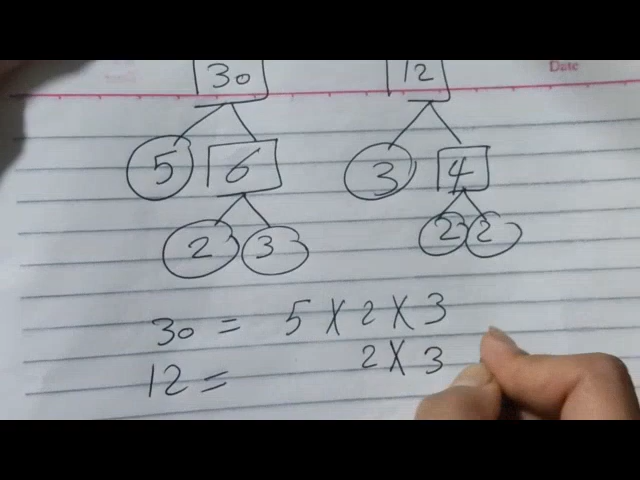 Date
30 12
5 6 3 4
2 3 2 2
30 = 5 X 2 X 3
12 = 2 X 3